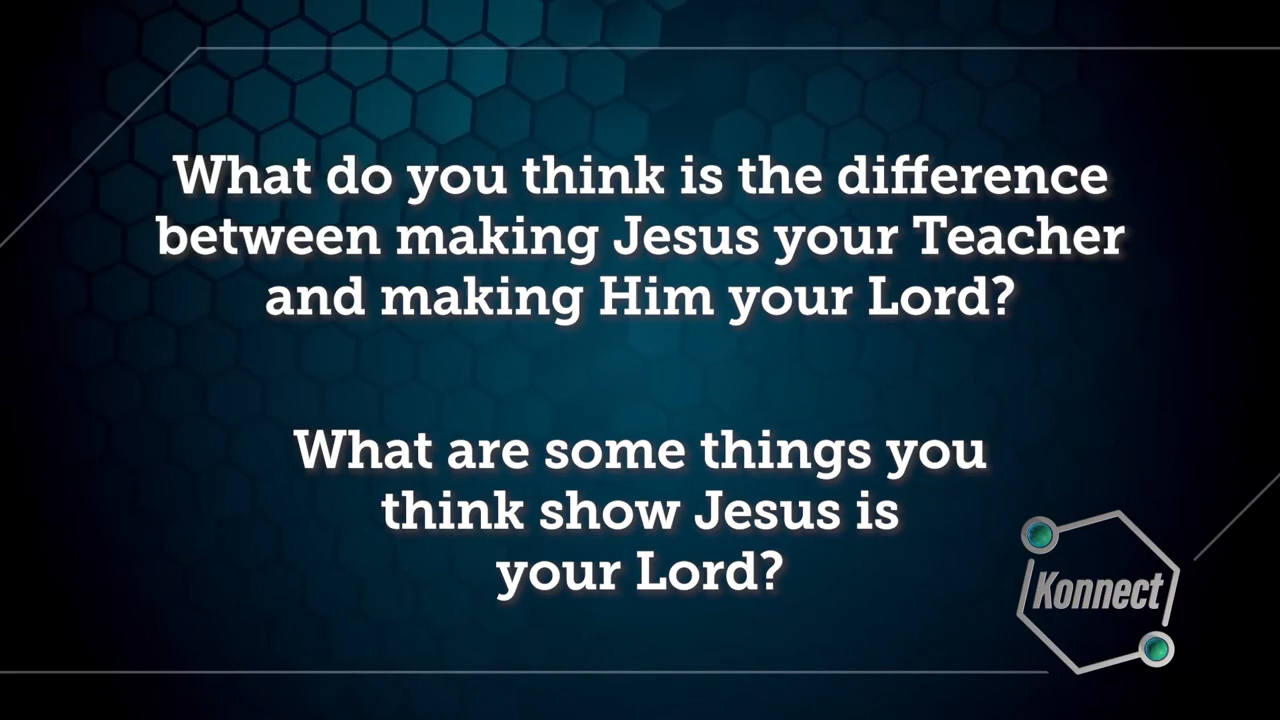 What do you think is the difference
between making Jesus your Teacher
and making Him your Lord?
What are some things you
think show Jesus is
your Lord?
Konnect